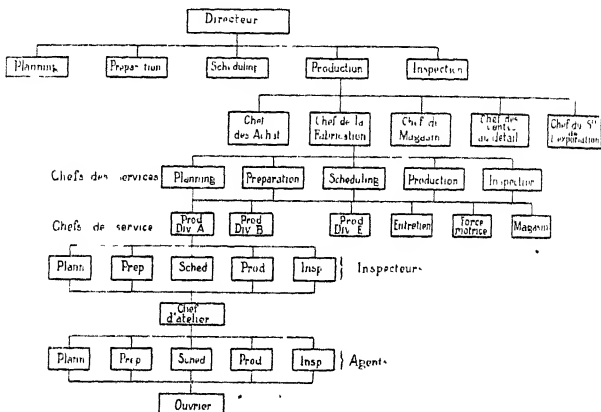 Directeur
Planning Preparation Scheduling Production Inspection
Chef des Achat
Chef de la Fabrication
Chef du Magasin
Chef des ventes au détail
Chef du Sce de l'exportation
Chefs des services Planning Preparation Scheduling Production Inspection
Chefs de service Prod Div A Prod Div B Prod Div E Entretien Force motrice Magasin
Plann Prep Sched Prod Insp } Inspecteurs
Chef d'atelier
Plann Prep Sched Prod Insp } Agents
Ouvrier